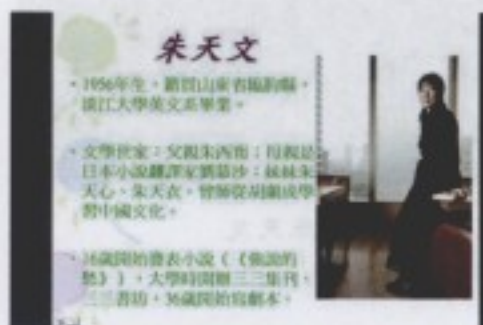 朱天文
• 1956年生，籍貫山東省臨朐縣，
淡江大學英文系畢業。
• 文學世家：父親朱西甯；母親是
日本小說翻譯家劉慕沙；妹妹朱
天心、朱天衣。曾師從胡蘭成學
習中國文化。
• 16歲開始發表小說（《強說的
愁》），大學時間辦三三集刊、
三三書坊，36歲開始寫劇本。